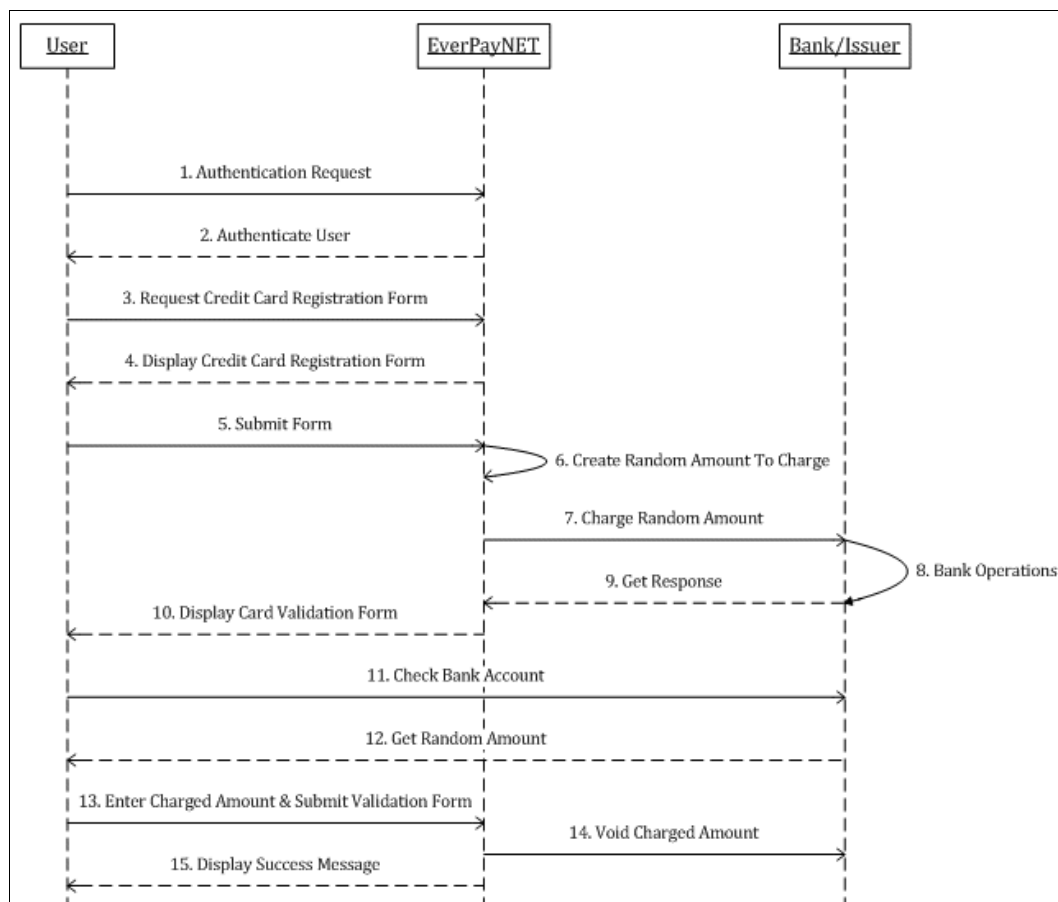 User
EverPayNET
Bank/Issuer
1. Authentication Request
2. Authenticate User
3. Request Credit Card Registration Form
4. Display Credit Card Registration Form
5. Submit Form
6. Create Random Amount To Charge
7. Charge Random Amount
8. Bank Operations
9. Get Response
10. Display Card Validation Form
11. Check Bank Account
12. Get Random Amount
13. Enter Charged Amount & Submit Validation Form
14. Void Charged Amount
15. Display Success Message